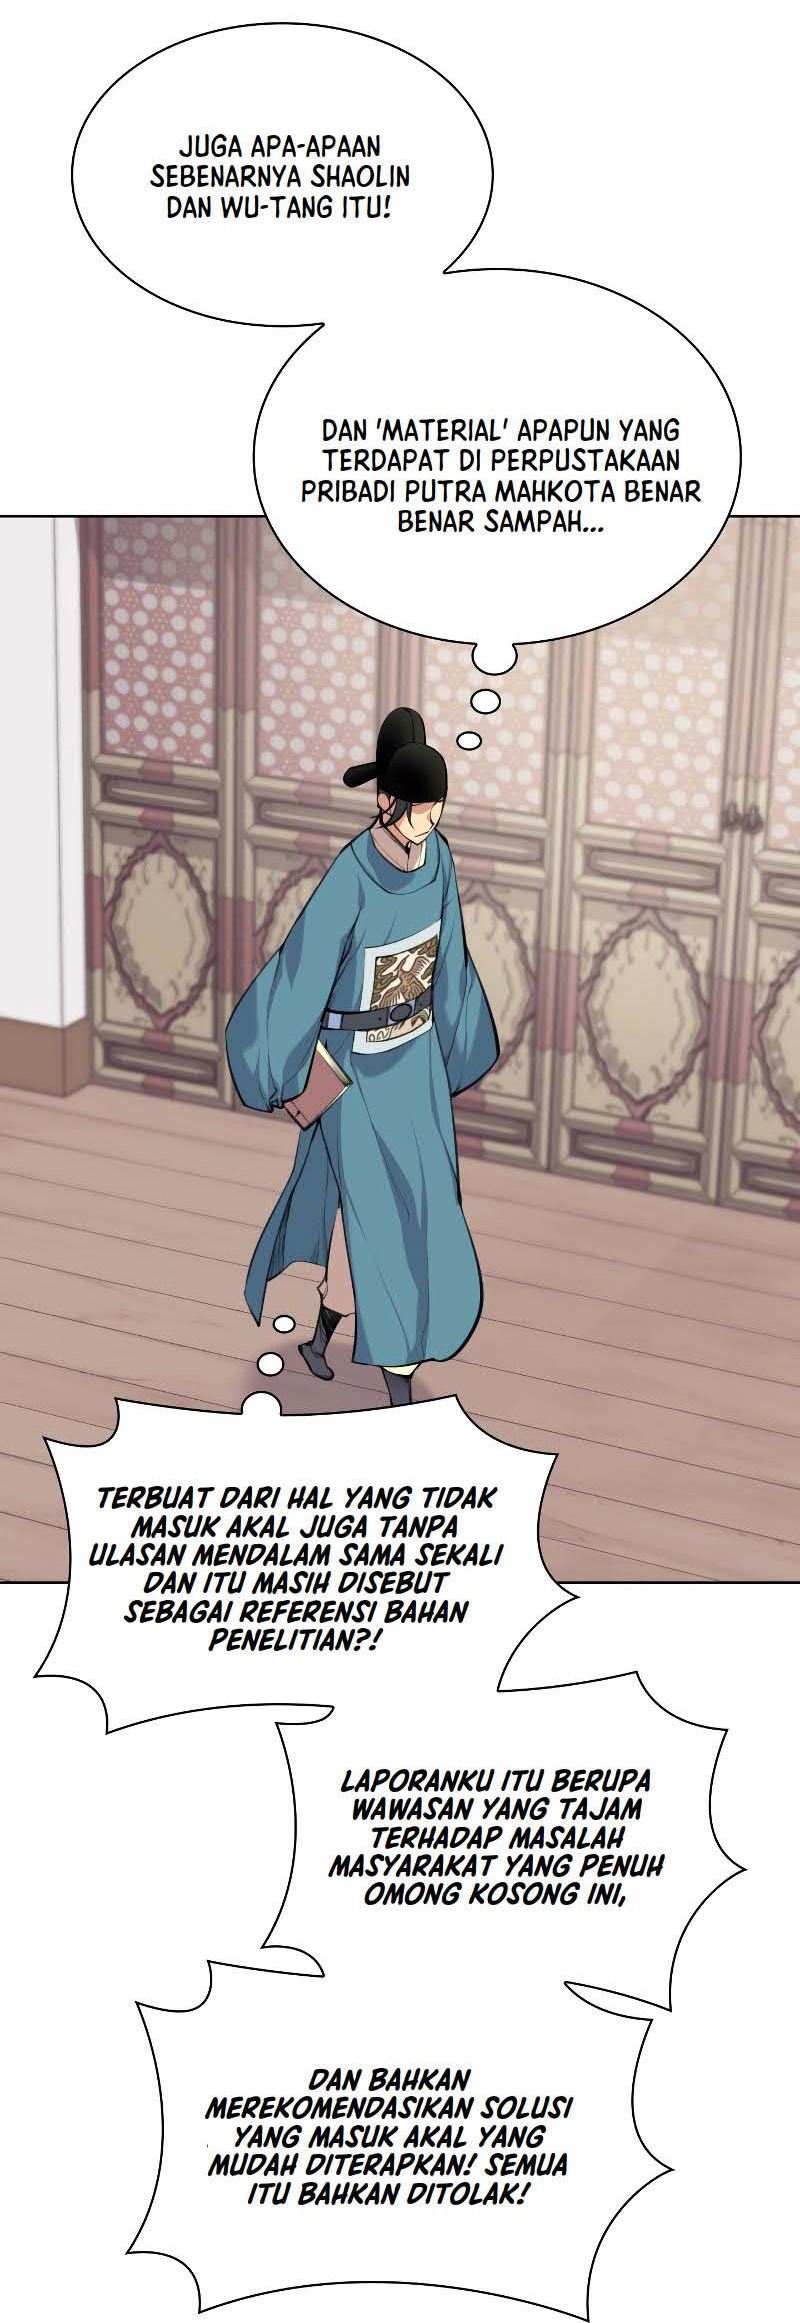 JUGA APA-APAAN
SEBENARNYA SHAOLIN
DAN WU-TANG ITU!
DAN 'MATERIAL' APAPUN YANG
TERDAPAT DI PERPUSTAKAAN
PRIBADI PUTRA MAHKOTA BENAR
BENAR SAMPAH...
TERBUAT DARI HAL YANG TIDAK
MASUK AKAL JUGA TANPA
ULASAN MENDALAM SAMA SEKALI
DAN ITU MASIH DISEBUT
SEBAGAI REFERENSI BAHAN
PENELITIAN?!
LAPORANKU ITU BERUPA
WAWASAN YANG TAJAM
TERHADAP MASALAH
MASYARAKAT YANG PENUH
OMONG KOSONG INI,
DAN BAHKAN
MEREKOMENDASIKAN SOLUSI
YANG MASUK AKAL YANG
MUDAH DITERAPKAN! SEMUA
ITU BAHKAN DITOLAK!